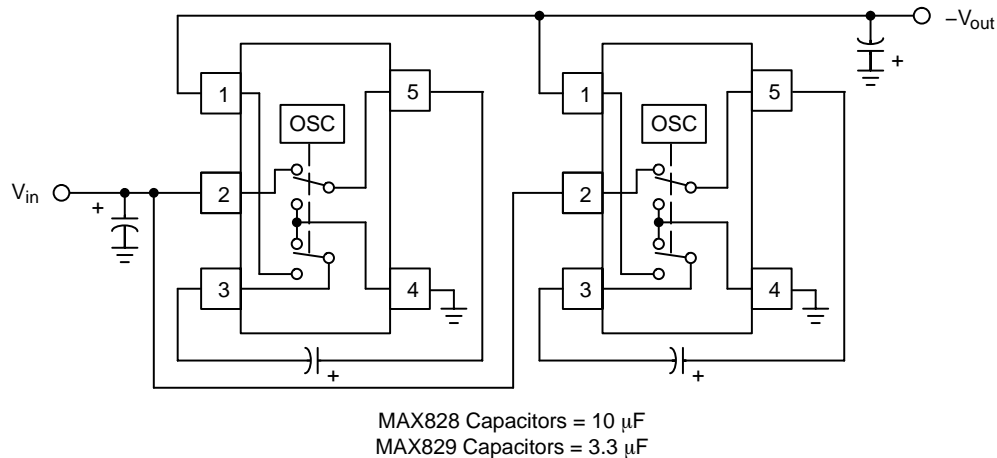 –Vout
+
1
5
1
5
OSC
OSC
Vin
+
2
2
3
4
3
4
+
+
MAX828 Capacitors = 10 μF
MAX829 Capacitors = 3.3 μF